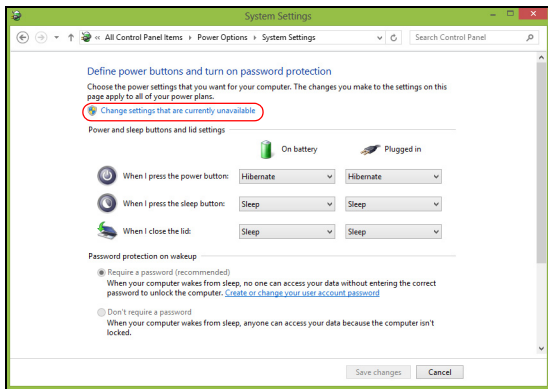 System Settings
« All Control Panel Items ▸ Power Options ▸ System Settings
Search Control Panel
Define power buttons and turn on password protection
Choose the power settings that you want for your computer. The changes you make to the settings on this
page apply to all of your power plans.
Change settings that are currently unavailable
Power and sleep buttons and lid settings
On battery Plugged in
When I press the power button: Hibernate Hibernate
When I press the sleep button: Sleep Sleep
When I close the lid: Sleep Sleep
Password protection on wakeup
Require a password (recommended)
When your computer wakes from sleep, no one can access your data without entering the correct
password to unlock the computer. Create or change your user account password
Don't require a password
When your computer wakes from sleep, anyone can access your data because the computer isn't
locked.
Save changes Cancel